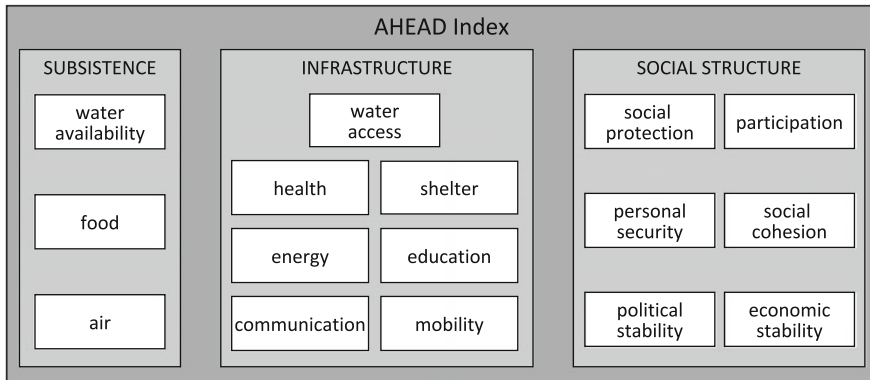 AHEAD Index
SUBSISTENCE
water
availability
food
air
INFRASTRUCTURE
water
access
health
shelter
energy
education
communication
mobility
SOCIAL STRUCTURE
social
protection
participation
personal
security
social
cohesion
political
stability
economic
stability